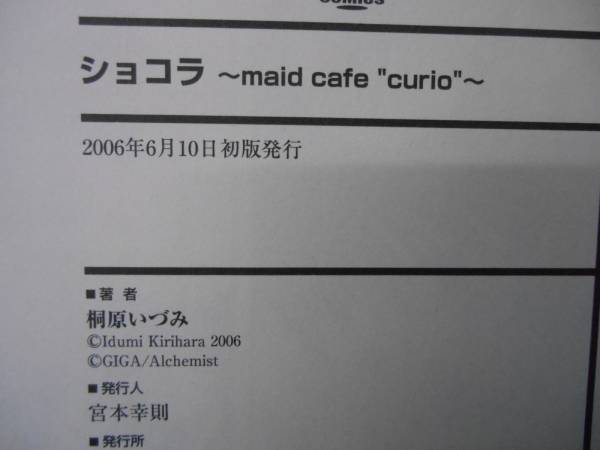 COMICS
ショコラ ～maid cafe "curio"～
2006年6月10日初版発行
■著 者
桐原いづみ
©Idumi Kirihara 2006
©GIGA/Alchemist
■発行人
宮本幸則
■発行所